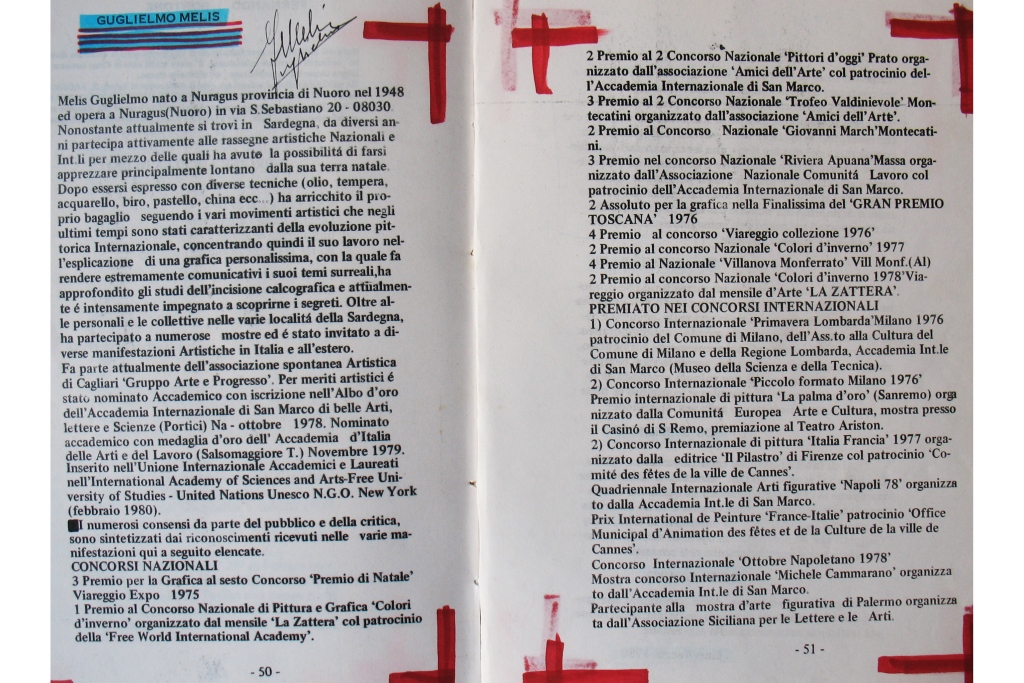 GUGLIELMO MELIS
Melis Guglielmo
Melis Guglielmo nato a Nuragus provincia di Nuoro nel 1948
ed opera a Nuragus(Nuoro) in via S.Sebastiano 20 - 08030.
Nonostante attualmente si trovi in Sardegna, da diversi an-
ni partecipa attivamente alle rassegne artistiche Nazionali e
Int.li per mezzo delle quali ha avuto la possibilitá di farsi
apprezzare principalmente lontano dalla sua terra natale.
Dopo essersi espresso con diverse tecniche (olio, tempera,
acquarello, biro, pastello, china ecc...) ha arricchito il pro-
prio bagaglio seguendo i vari movimenti artistici che negli
ultimi tempi sono stati caratterizzanti della evoluzione pit-
torica Internazionale, concentrando quindi il suo lavoro nel-
l'esplicazione di una grafica personalissima, con la quale fa
rendere estremamente comunicativi i suoi temi surreali,ha
approfondito gli studi dell'incisione calcografica e attualmen-
te é intensamente impegnato a scoprirne i segreti. Oltre al-
le personali e le collettive nelle varie localitá della Sardegna,
ha partecipato a numerose mostre ed é stato invitato a di-
verse manifestazioni Artistiche in Italia e all'estero.
Fa parte attualmente dell'associazione spontanea Artistica
di Cagliari 'Gruppo Arte e Progresso'. Per meriti artistici é
stato nominato Accademico con iscrizione nell'Albo d'oro
dell'Accademia Internazionale di San Marco di belle Arti,
lettere e Scienze (Portici) Na - ottobre 1978. Nominato
accademico con medaglia d'oro dell' Accademia d'Italia
delle Arti e del Lavoro (Salsomaggiore T.) Novembre 1979.
Inserito nell'Unione Internazionale Accademici e Laureati
nell'International Academy of Sciences and Arts-Free Uni-
versity of Studies - United Nations Unesco N.G.O. New York
(febbraio 1980).
I numerosi consensi da parte del pubblico e della critica,
sono sintetizzati dai riconoscimenti ricevuti nelle varie ma-
nifestazioni qui a seguito elencate.
CONCORSI NAZIONALI
3 Premio per la Grafica al sesto Concorso 'Premio di Natale'
Viareggio Expo 1975
1 Premio al Concorso Nazionale di Pittura e Grafica 'Colori
d'inverno' organizzato dal mensile 'La Zattera' col patrocinio
della 'Free World International Academy'.
- 50 -
2 Premio al 2 Concorso Nazionale 'Pittori d'oggi' Prato orga-
nizzato dall'associazione 'Amici dell'Arte' col patrocinio del-
l'Accademia Internazionale di San Marco.
3 Premio al 2 Concorso Nazionale 'Trofeo Valdinievole' Mon-
tecatini organizzato dall'associazione 'Amici dell'Arte'.
2 Premio al Concorso Nazionale 'Giovanni March'Montecati-
ni.
3 Premio nel concorso Nazionale 'Riviera Apuana'Massa orga-
nizzato dall'Associazione Nazionale Comunitá Lavoro col
patrocinio dell'Accademia Internazionale di San Marco.
2 Assoluto per la grafica nella Finalissima del 'GRAN PREMIO
TOSCANA' 1976
4 Premio al concorso 'Viareggio collezione 1976'
2 Premio al concorso Nazionale 'Colori d'inverno' 1977
4 Premio al Nazionale 'Villanova Monferrato' Vill Monf.(Al)
2 Premio al concorso Nazionale 'Colori d'inverno 1978'Via-
reggio organizzato dal mensile d'Arte 'LA ZATTERA'.
PREMIATO NEI CONCORSI INTERNAZIONALI
1) Concorso Internazionale 'Primavera Lombarda'Milano 1976
patrocinio del Comune di Milano, dell'Ass.to alla Cultura del
Comune di Milano e della Regione Lombarda, Accademia Int.le
di San Marco (Museo della Scienza e della Tecnica).
2) Concorso Internazionale 'Piccolo formato Milano 1976'
Premio internazionale di pittura 'La palma d'oro' (Sanremo) orga
nizzato dalla Comunitá Europea Arte e Cultura, mostra presso
il Casinó di S Remo, premiazione al Teatro Ariston.
2) Concorso Internazionale di pittura 'Italia Francia' 1977 orga-
nizzato dalla editrice 'Il Pilastro' di Firenze col patrocinio 'Co-
mité des fêtes de la ville de Cannes'.
Quadriennale Internazionale Arti figurative 'Napoli 78' organizza
to dalla Accademia Int.le di San Marco.
Prix International de Peinture 'France-Italie' patrocinio 'Office
Municipal d'Animation des fêtes et de la Culture de la ville de
Cannes'.
Concorso Internazionale 'Ottobre Napoletano 1978'
Mostra concorso Internazionale 'Michele Cammarano' organizza
to dall'Accademia Int.le di San Marco.
Partecipante alla mostra d'arte figurativa di Palermo organizza
ta dall'Associazione Siciliana per le Lettere e le Arti.
- 51 -